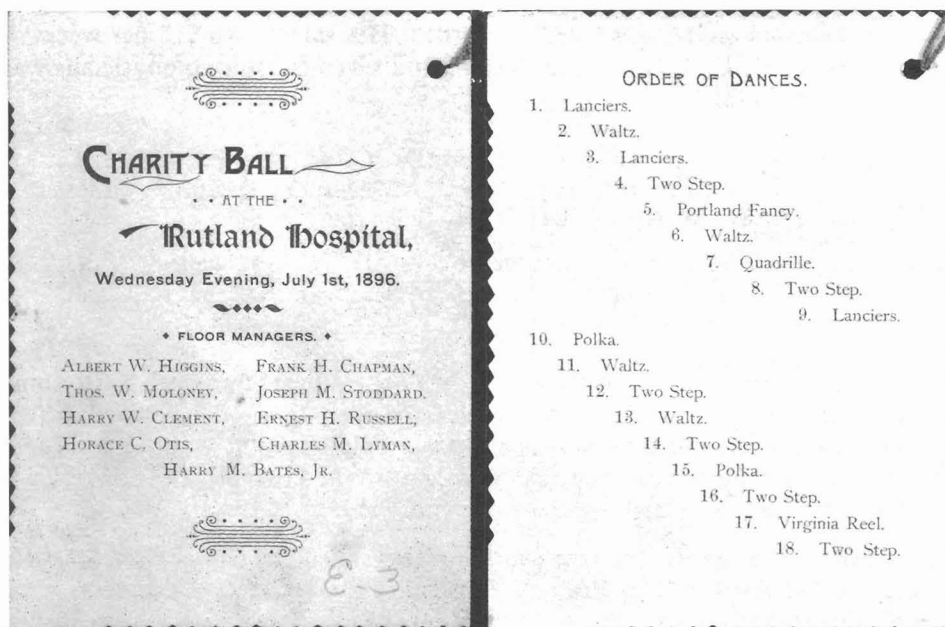 CHARITY BALL
· · AT THE · ·
Rutland Hospital,
Wednesday Evening, July 1st, 1896.
FLOOR MANAGERS.
ALBERT W. HIGGINS, FRANK H. CHAPMAN,
THOS. W. MOLONEY, JOSEPH M. STODDARD.
HARRY W. CLEMENT, ERNEST H. RUSSELL,
HORACE C. OTIS, CHARLES M. LYMAN,
HARRY M. BATES, JR.
ORDER OF DANCES.
1. Lanciers.
2. Waltz.
3. Lanciers.
4. Two Step.
5. Portland Fancy.
6. Waltz.
7. Quadrille.
8. Two Step.
9. Lanciers.
10. Polka.
11. Waltz.
12. Two Step.
13. Waltz.
14. Two Step.
15. Polka.
16. Two Step.
17. Virginia Reel.
18. Two Step.